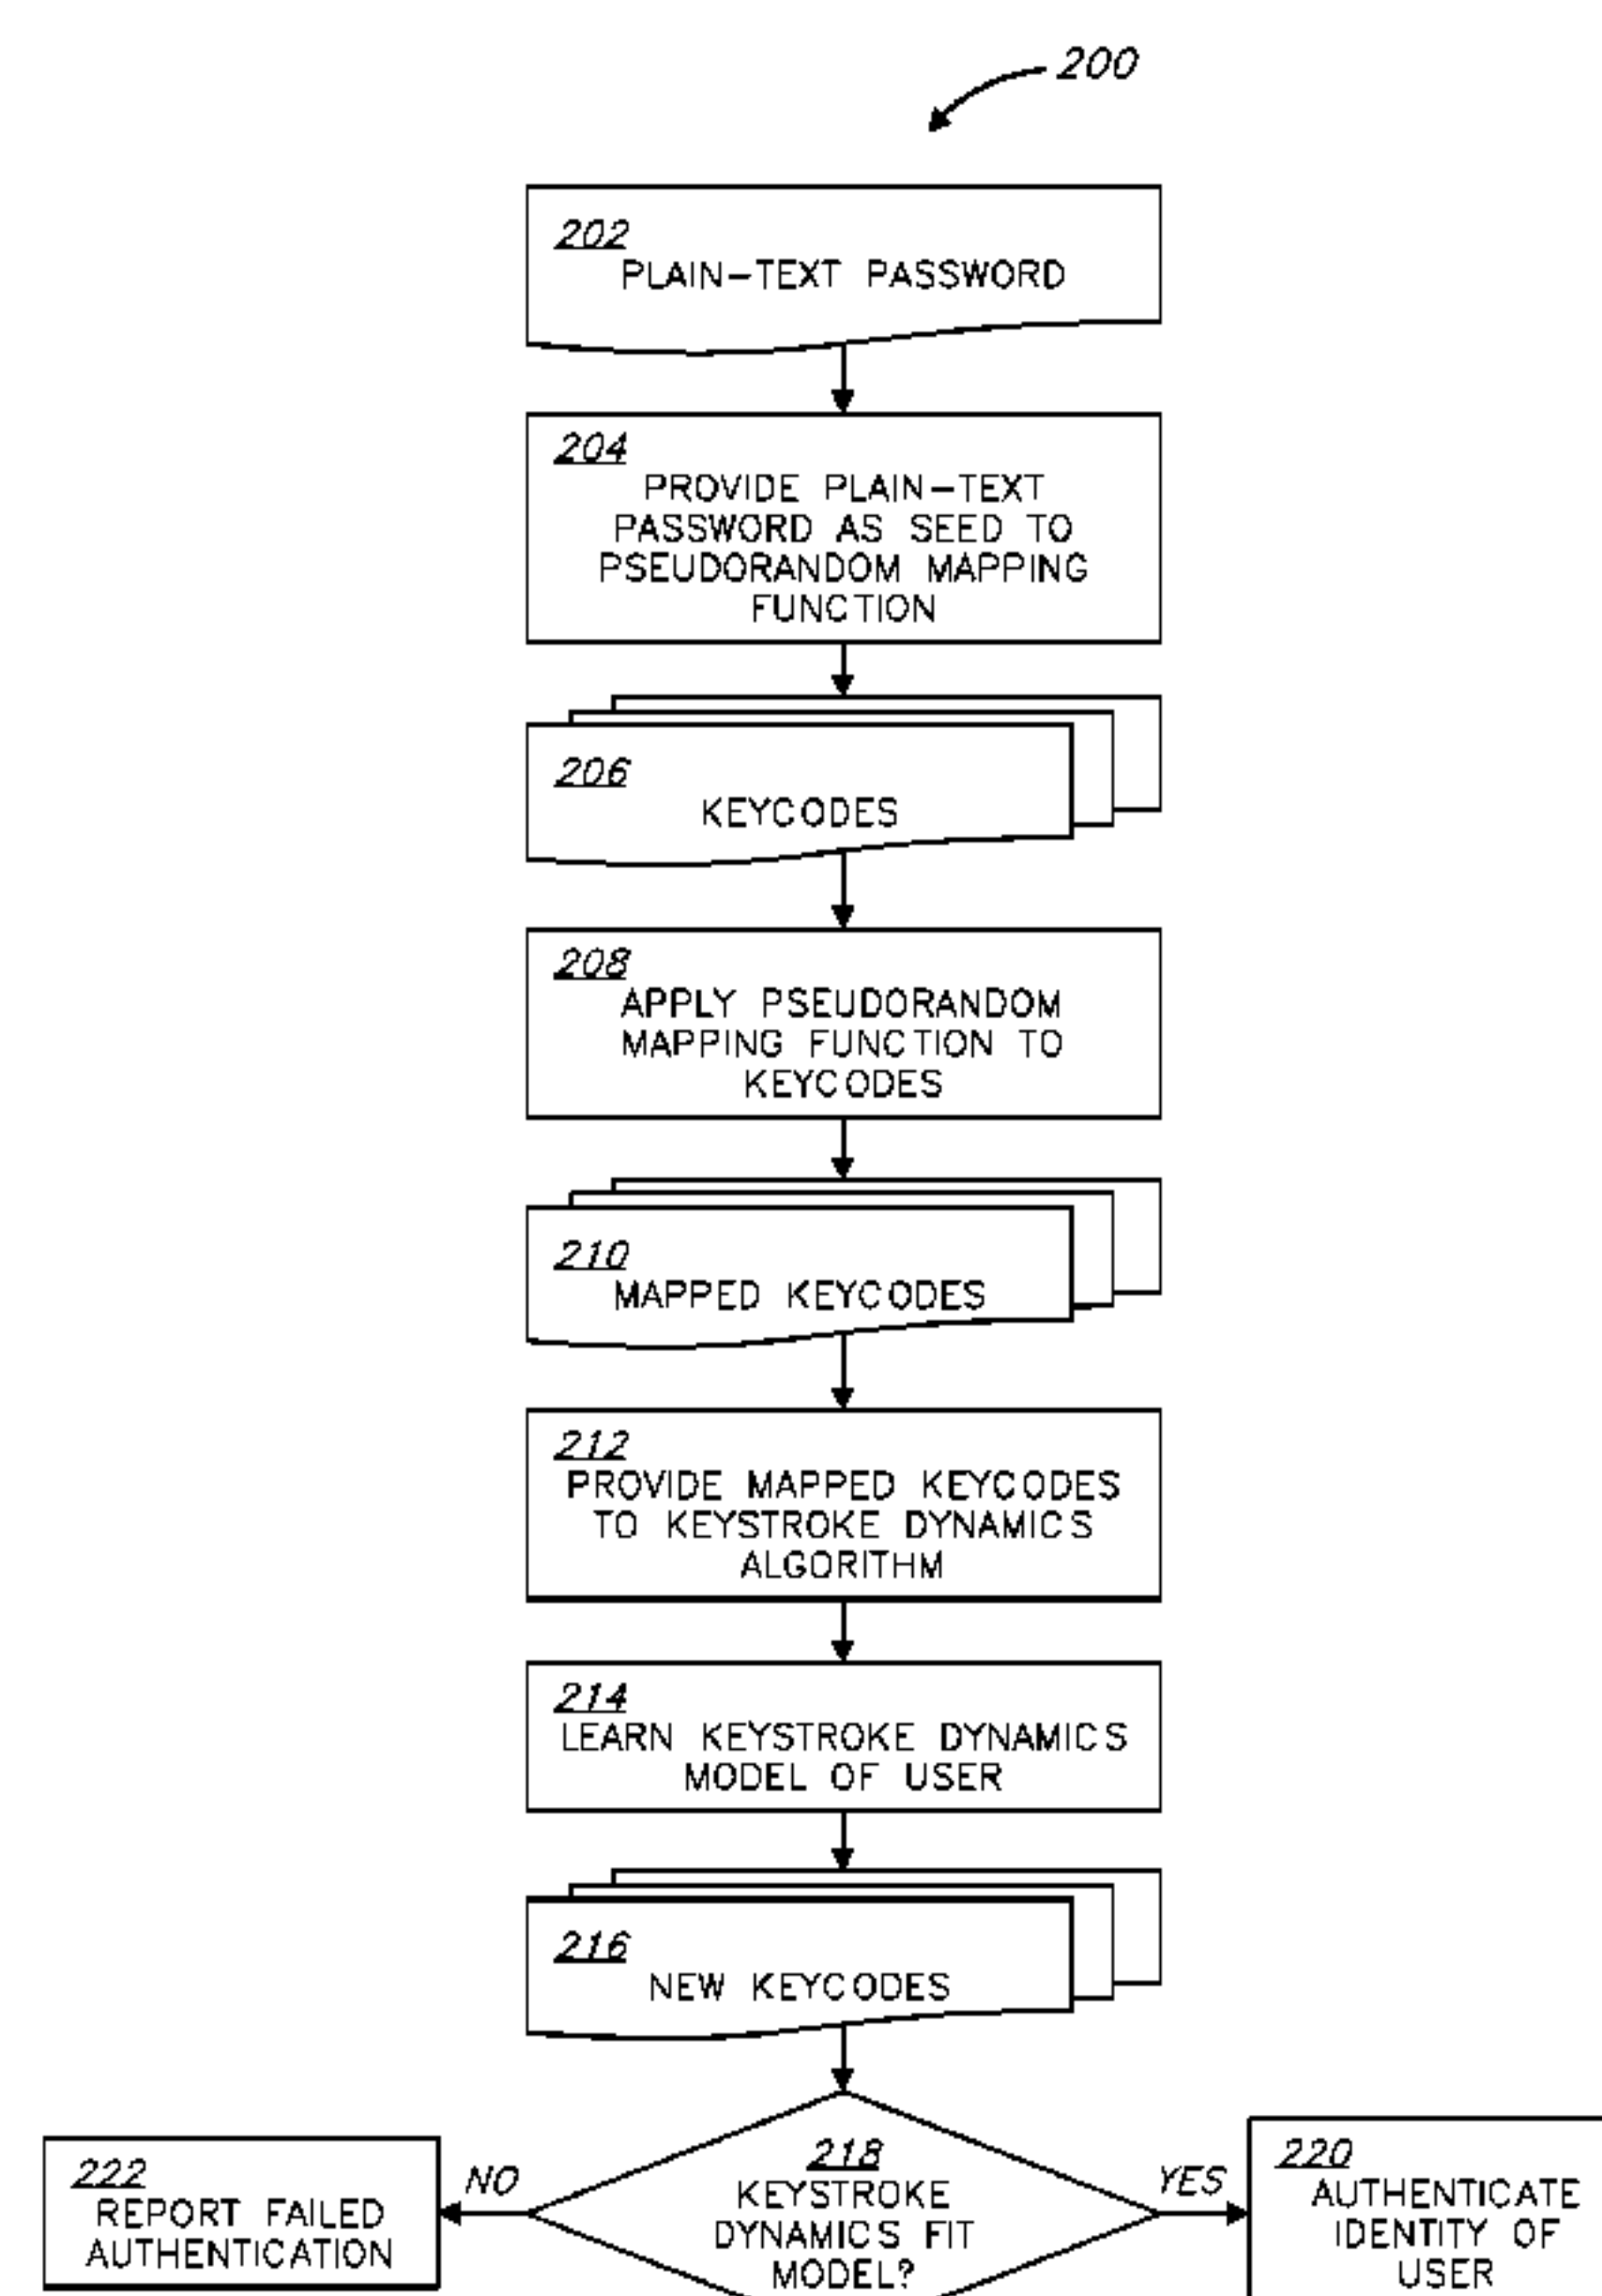 200
202
PLAIN-TEXT PASSWORD
204
PROVIDE PLAIN-TEXT
PASSWORD AS SEED TO
PSEUDORANDOM MAPPING
FUNCTION
206
KEYCODES
208
APPLY PSEUDORANDOM
MAPPING FUNCTION TO
KEYCODES
210
MAPPED KEYCODES
212
PROVIDE MAPPED KEYCODES
TO KEYSTROKE DYNAMICS
ALGORITHM
214
LEARN KEYSTROKE DYNAMICS
MODEL OF USER
216
NEW KEYCODES
222
REPORT FAILED
AUTHENTICATION
NO
218
KEYSTROKE
DYNAMICS FIT
MODEL?
YES
220
AUTHENTICATE
IDENTITY OF
USER